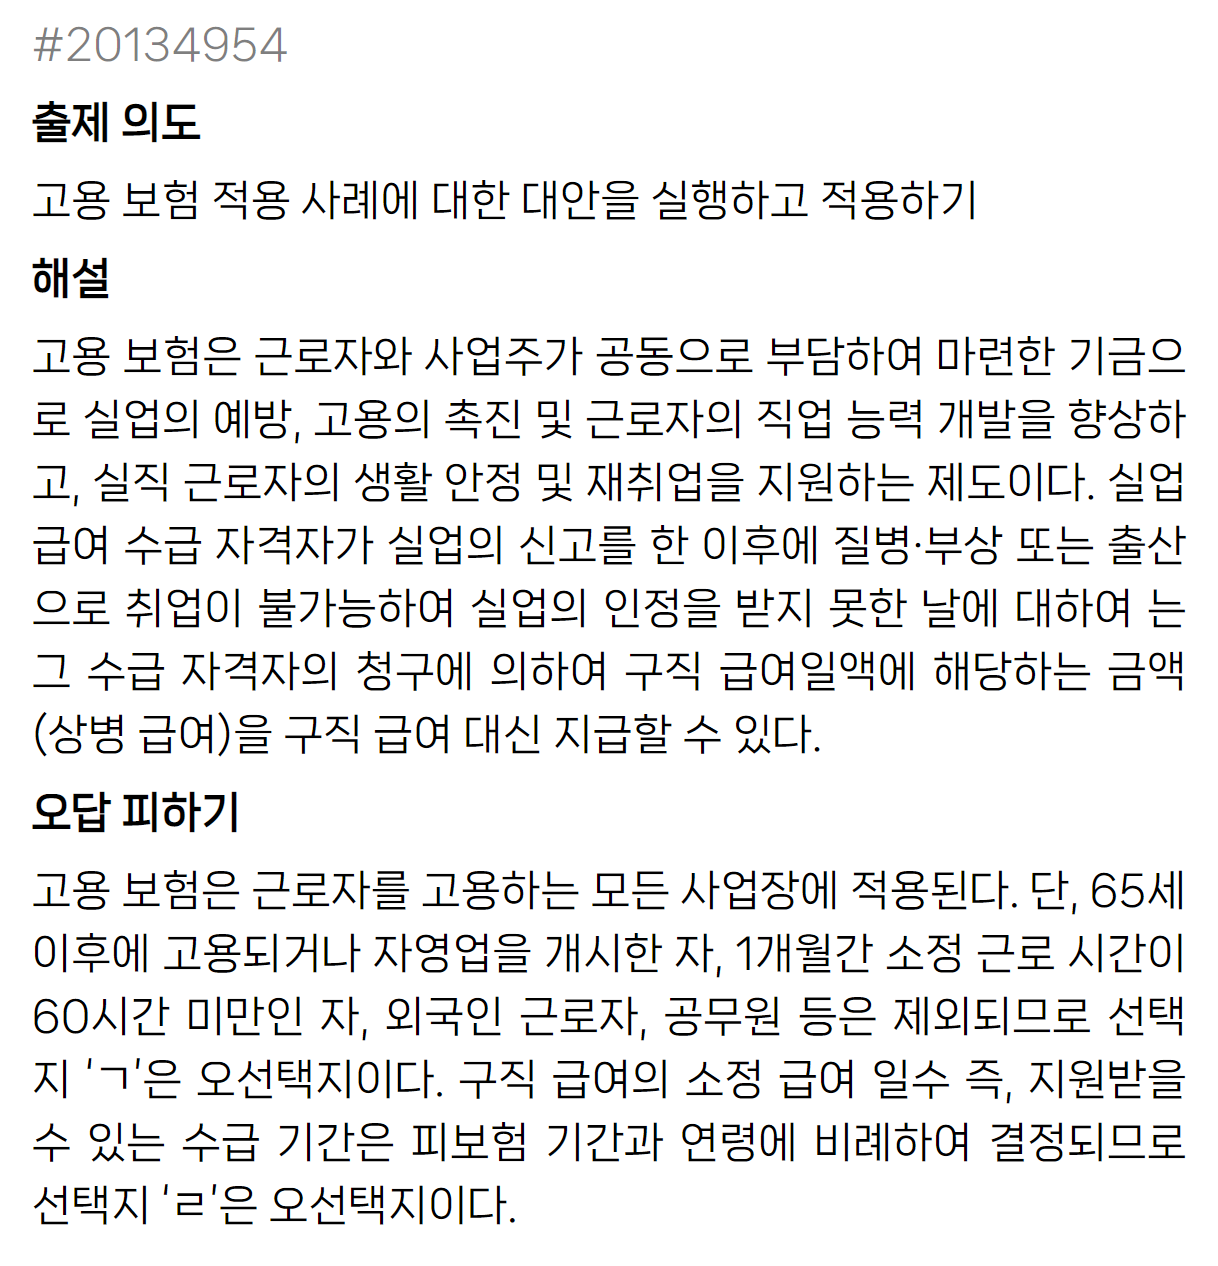 #20134954
출제 의도
고용 보험 적용 사례에 대한 대안을 실행하고 적용하기
해설
고용 보험은 근로자와 사업주가 공동으로 부담하여 마련한 기금으
로 실업의 예방, 고용의 촉진 및 근로자의 직업 능력 개발을 향상하
고, 실직 근로자의 생활 안정 및 재취업을 지원하는 제도이다. 실업
급여 수급 자격자가 실업의 신고를 한 이후에 질병·부상 또는 출산
으로 취업이 불가능하여 실업의 인정을 받지 못한 날에 대하여 는
그 수급 자격자의 청구에 의하여 구직 급여일액에 해당하는 금액
(상병 급여)을 구직 급여 대신 지급할 수 있다.
오답 피하기
고용 보험은 근로자를 고용하는 모든 사업장에 적용된다. 단, 65세
이후에 고용되거나 자영업을 개시한 자, 1개월간 소정 근로 시간이
60시간 미만인 자, 외국인 근로자, 공무원 등은 제외되므로 선택
지 'ㄱ'은 오선택지이다. 구직 급여의 소정 급여 일수 즉, 지원받을
수 있는 수급 기간은 피보험 기간과 연령에 비례하여 결정되므로
선택지 'ㄹ'은 오선택지이다.